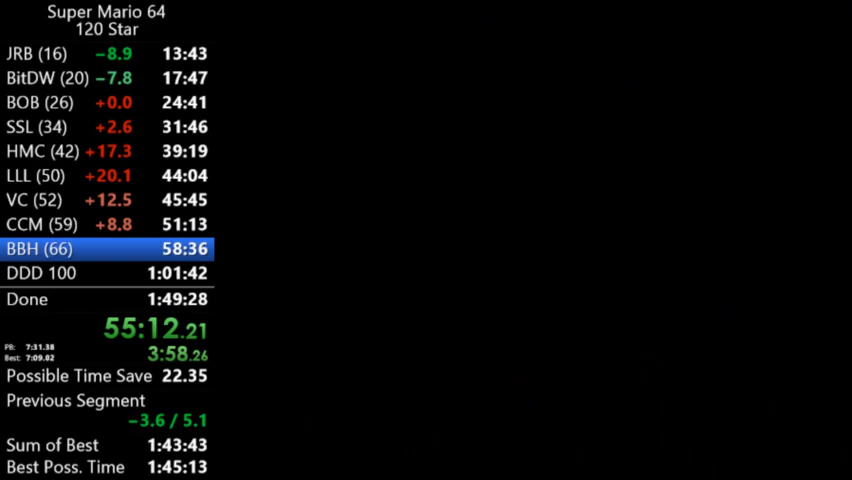 Super Mario 64
120 Star
JRB (16) −8.9 13:43
BitDW (20) −7.8 17:47
BOB (26) +0.0 24:41
SSL (34) +2.6 31:46
HMC (42) +17.3 39:19
LLL (50) +20.1 44:04
VC (52) +12.5 45:45
CCM (59) +8.8 51:13
BBH (66) 58:36
DDD 100 1:01:42
Done 1:49:28
55:12.21
PB: 7:31.38
Best: 7:09.02
3:58.26
Possible Time Save 22.35
Previous Segment
−3.6 / 5.1
Sum of Best 1:43:43
Best Poss. Time 1:45:13